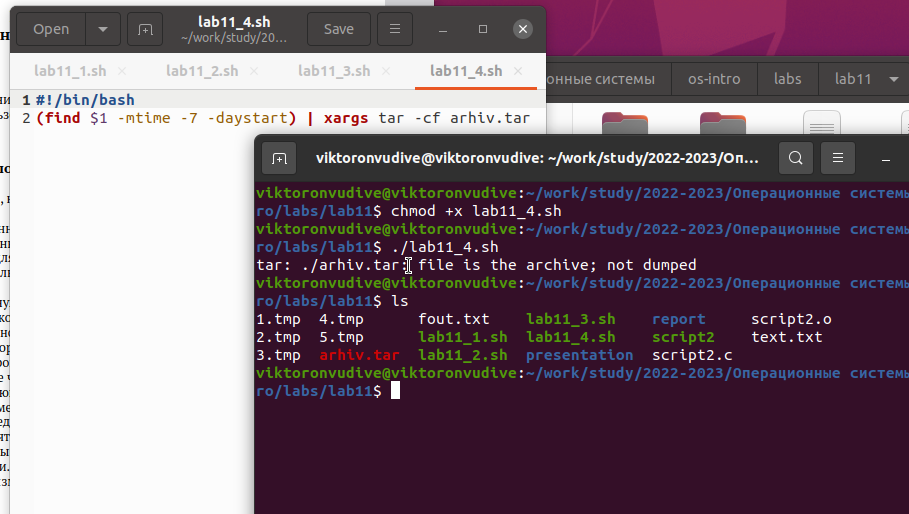 Open
lab11_4.sh
~/work/study/20...
Save
lab11_1.sh
lab11_2.sh
lab11_3.sh
lab11_4.sh
1 #!/bin/bash
2 (find $1 -mtime -7 -daystart) | xargs tar -cf arhiv.tar
онные системы
os-intro
labs
lab11
viktoronvudive@viktoronvudive: ~/work/study/2022-2023/Оп...
viktoronvudive@viktoronvudive:~/work/study/2022-2023/Операционные системы
ro/labs/lab11$ chmod +x lab11_4.sh
viktoronvudive@viktoronvudive:~/work/study/2022-2023/Операционные системы
ro/labs/lab11$ ./lab11_4.sh
tar: ./arhiv.tar: file is the archive; not dumped
viktoronvudive@viktoronvudive:~/work/study/2022-2023/Операционные системы
ro/labs/lab11$ ls
1.tmp 4.tmp fout.txt lab11_3.sh report script2.o
2.tmp 5.tmp lab11_1.sh lab11_4.sh script2 text.txt
3.tmp arhiv.tar lab11_2.sh presentation script2.c
viktoronvudive@viktoronvudive:~/work/study/2022-2023/Операционные системы
ro/labs/lab11$